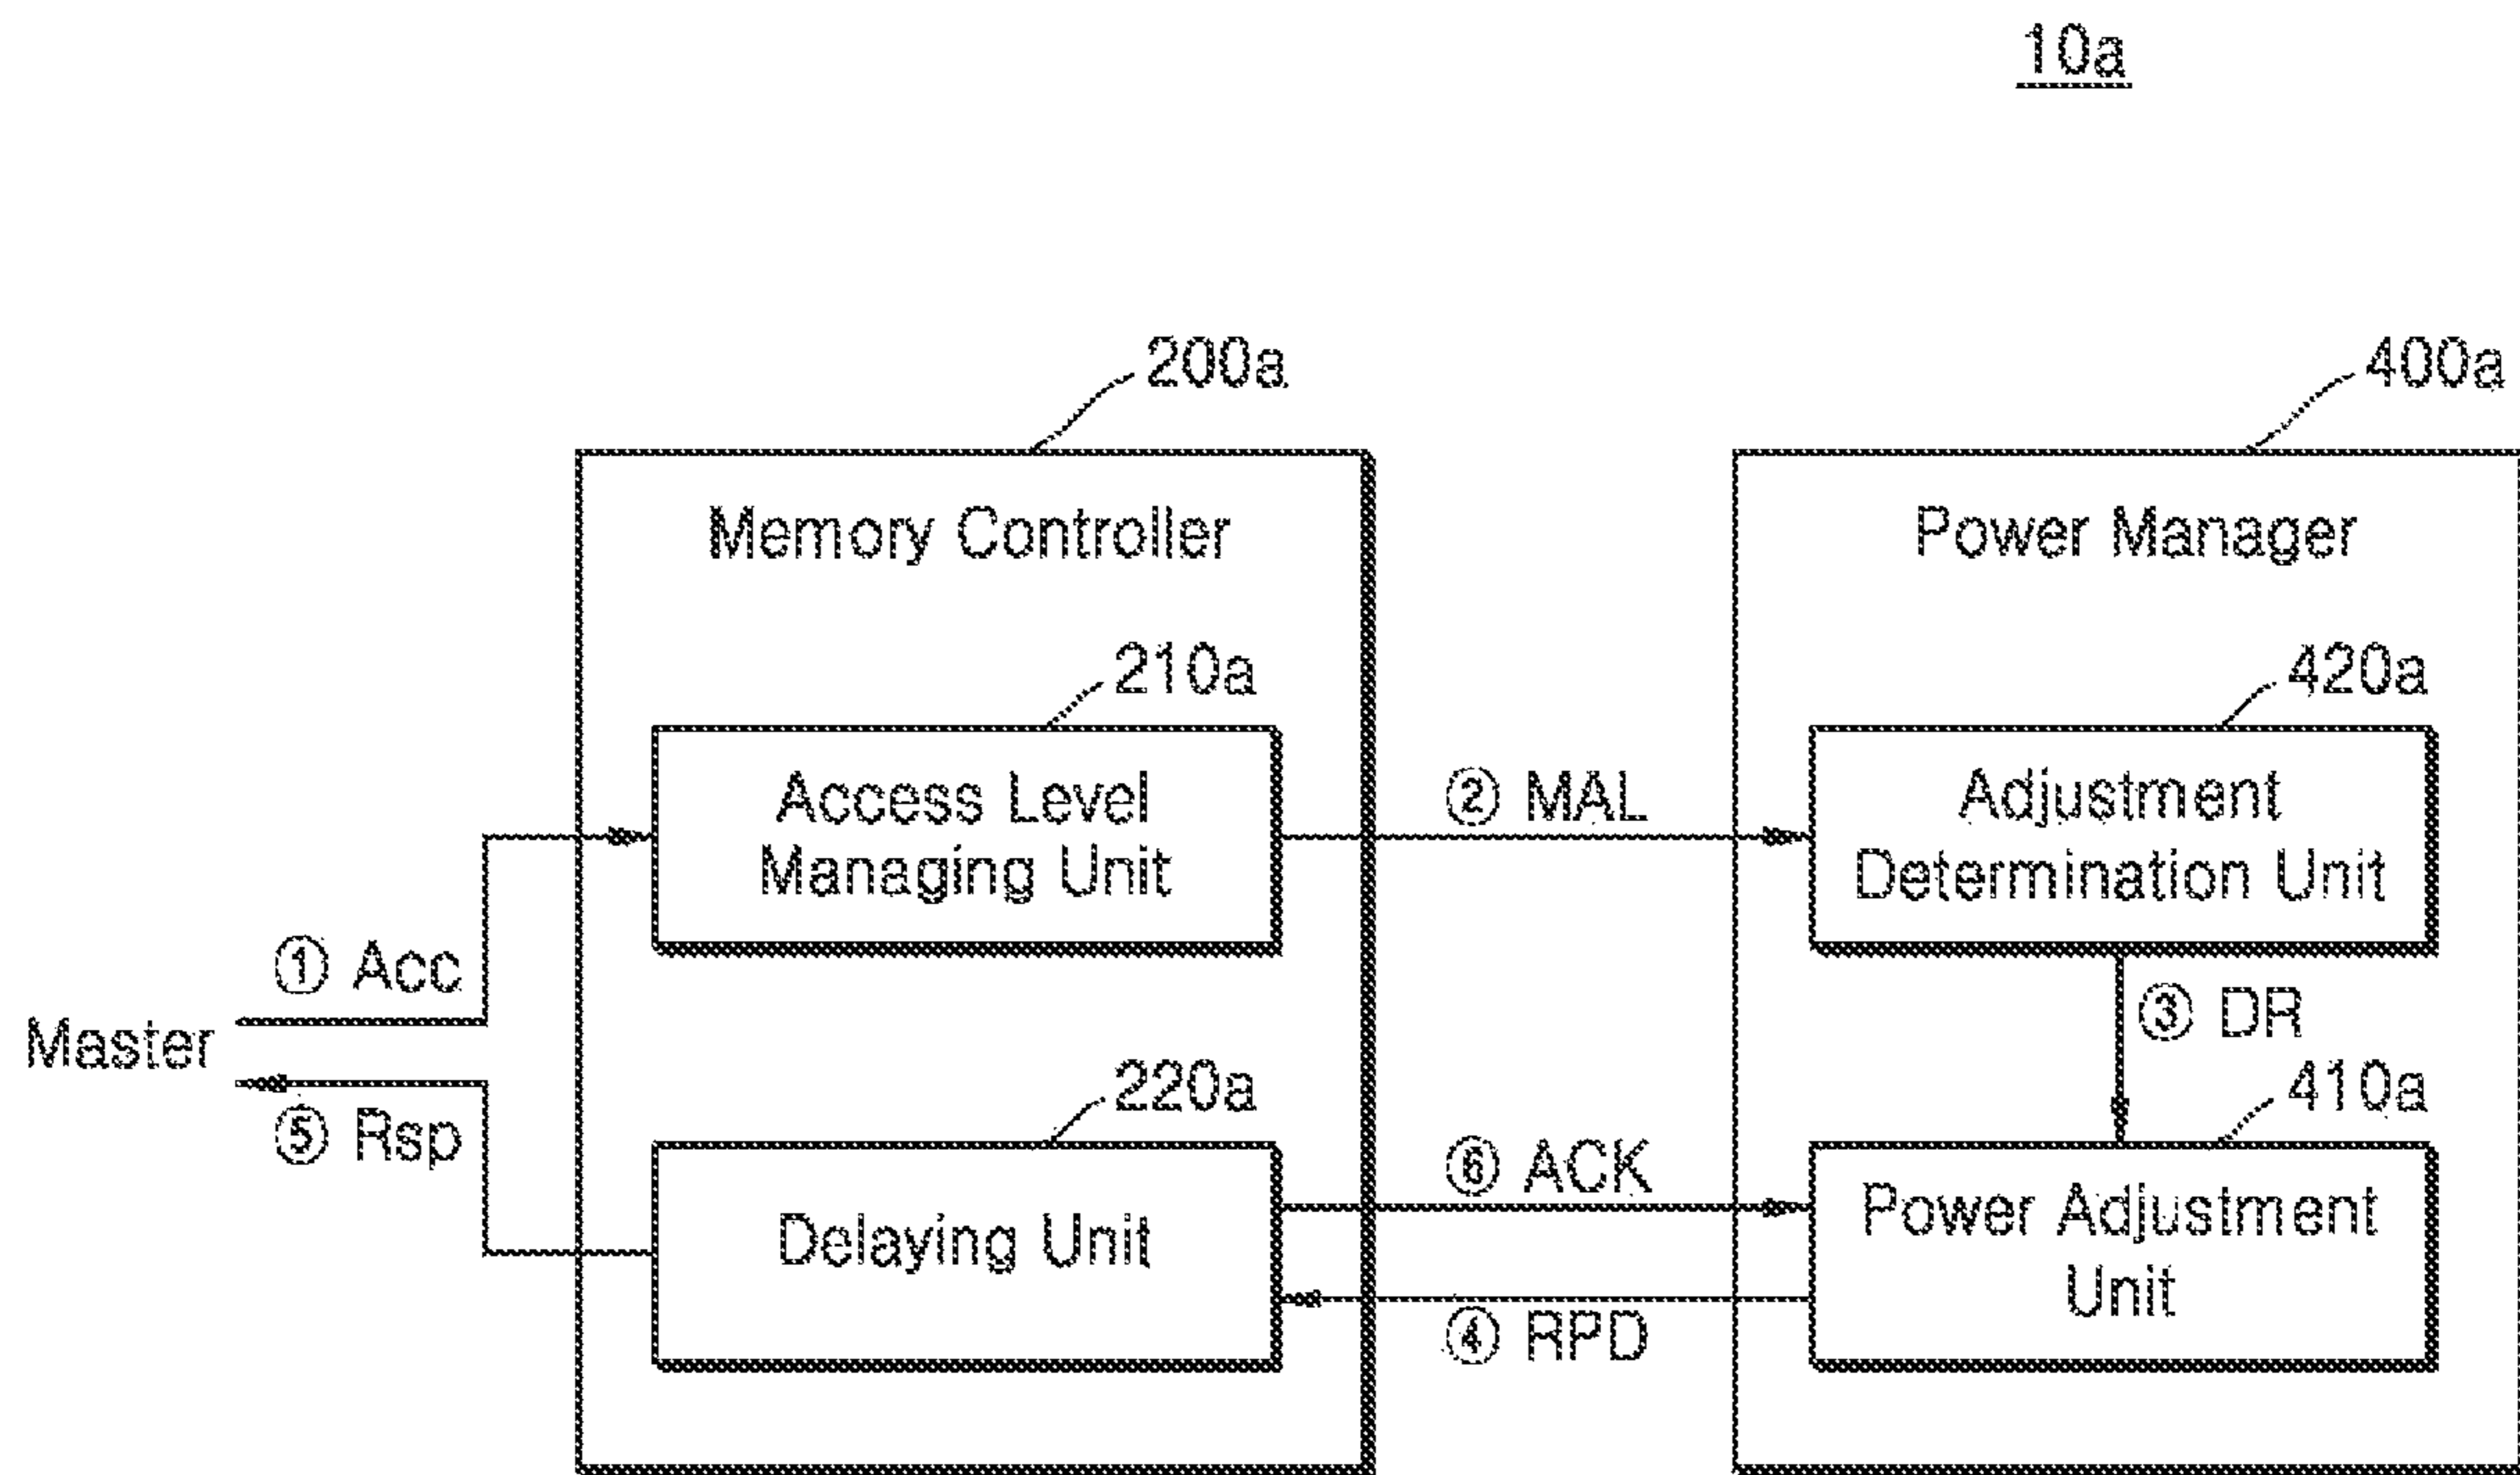 10a
200a
400a
Memory Controller
Power Manager
210a
420a
Access Level
Managing Unit
② MAL
Adjustment
Determination Unit
① Acc
③ DR
Master
⑤ Rsp
220a
410a
⑥ ACK
Delaying Unit
Power Adjustment
Unit
④ RPD